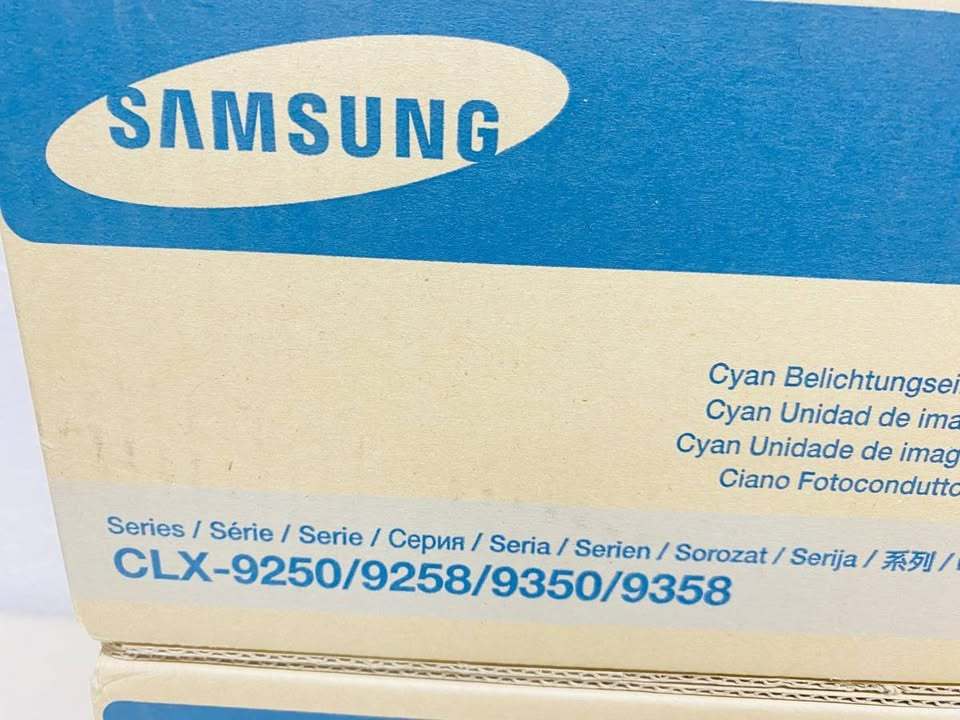 SAMSUNG
Cyan Belichtungsei
Cyan Unidad de ima
Cyan Unidade de imag
Ciano Fotocondutto
Series / Série / Serie / Серия / Seria / Serien / Sorozat / Serija / 系列 /
CLX-9250/9258/9350/9358